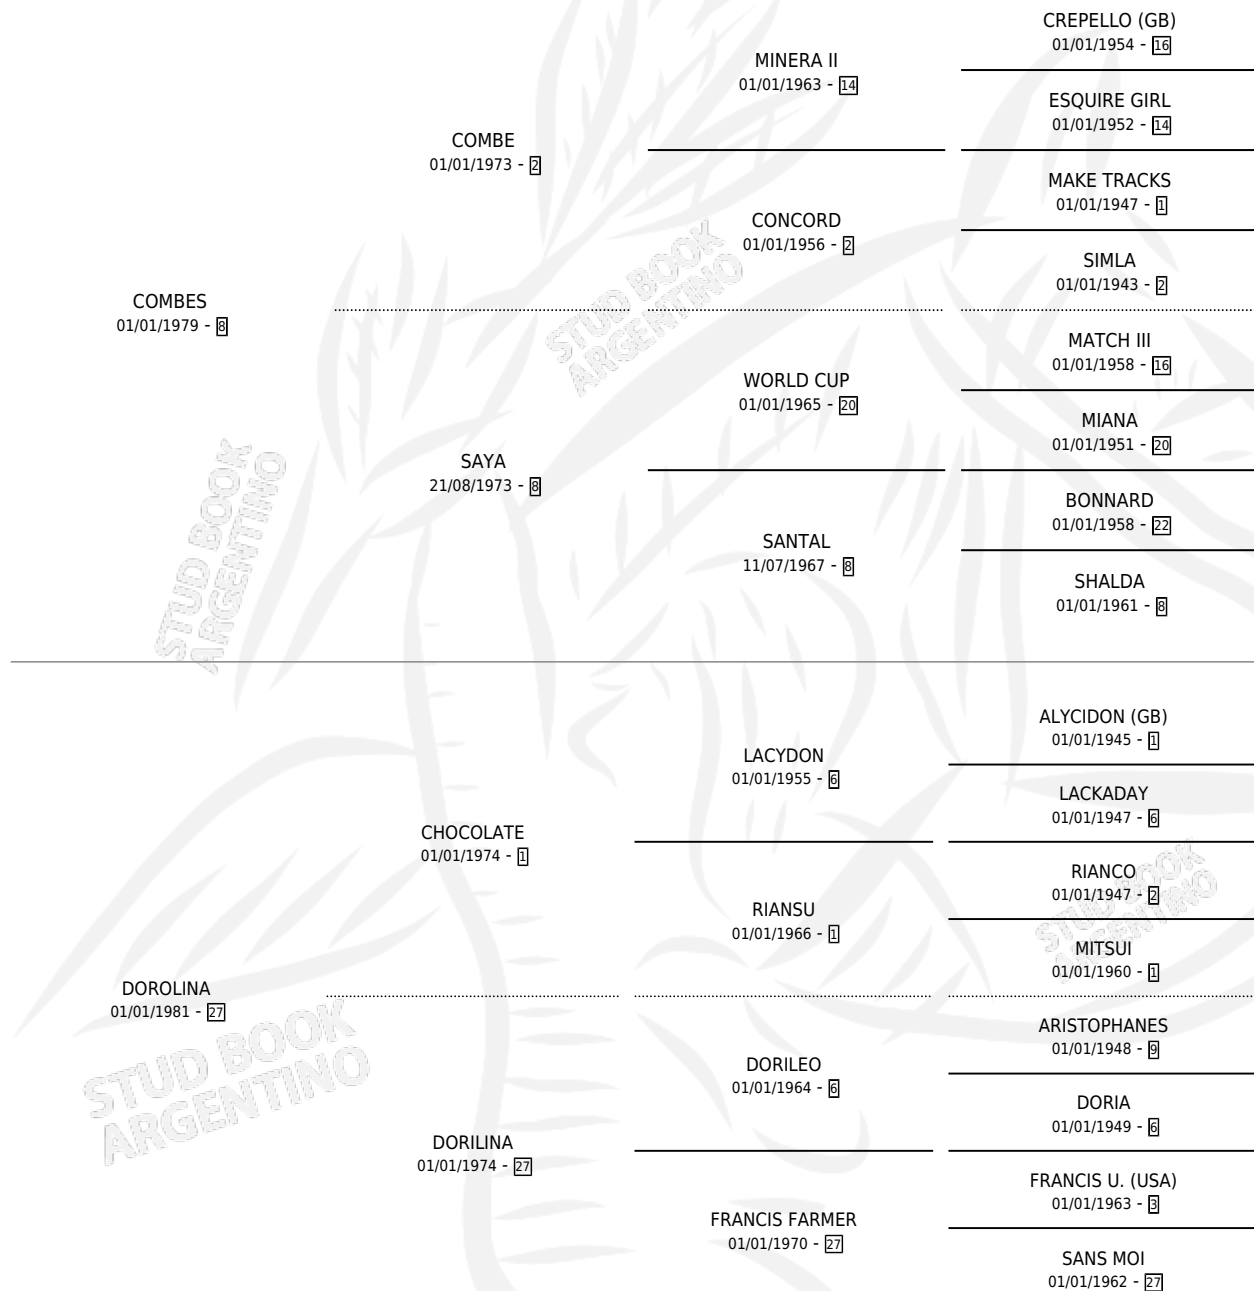 COMBES
01/01/1979 - 8
COMBE
01/01/1973 - 2
MINERA II
01/01/1963 - 14
CREPELLO (GB)
01/01/1954 - 16
ESQUIRE GIRL
01/01/1952 - 14
CONCORD
01/01/1956 - 2
MAKE TRACKS
01/01/1947 - 1
SIMLA
01/01/1943 - 2
SAYA
21/08/1973 - 8
WORLD CUP
01/01/1965 - 20
MATCH III
01/01/1958 - 16
MIANA
01/01/1951 - 20
SANTAL
11/07/1967 - 8
BONNARD
01/01/1958 - 22
SHALDA
01/01/1961 - 8
DOROLINA
01/01/1981 - 27
CHOCOLATE
01/01/1974 - 1
LACYDON
01/01/1955 - 6
ALYCIDON (GB)
01/01/1945 - 1
LACKADAY
01/01/1947 - 6
RIANSU
01/01/1966 - 1
RIANCO
01/01/1947 - 2
MITSUI
01/01/1960 - 1
DORILINA
01/01/1974 - 27
DORILEO
01/01/1964 - 6
ARISTOPHANES
01/01/1948 - 9
DORIA
01/01/1949 - 6
FRANCIS FARMER
01/01/1970 - 27
FRANCIS U. (USA)
01/01/1963 - 3
SANS MOI
01/01/1962 - 27
STUD BOOK
ARGENTINO
STUD BOOK
ARGENTINO
STUD BOOK
ARGENTINO
STUD BOOK
ARGENTINO